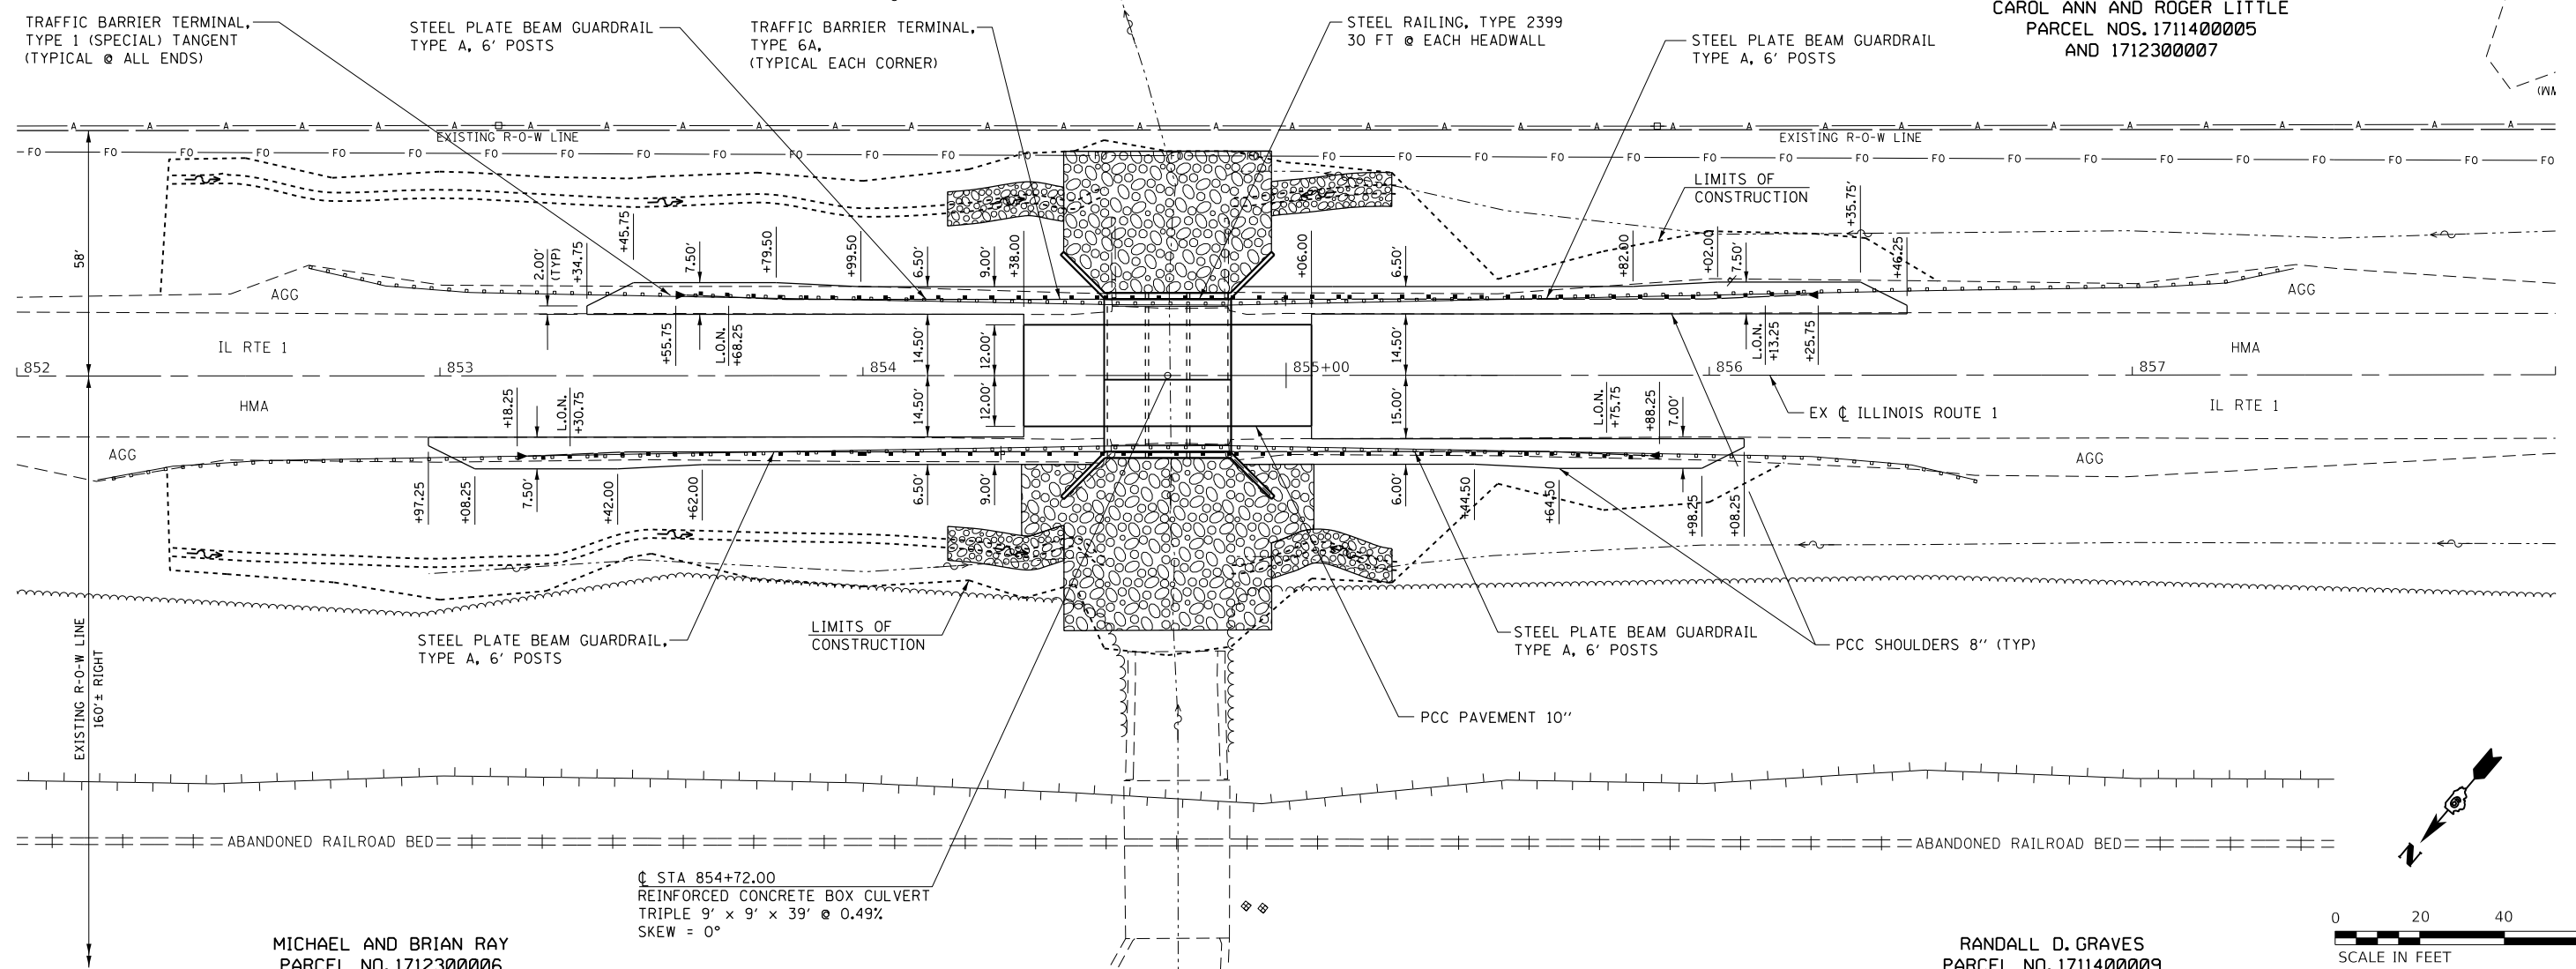 TRAFFIC BARRIER TERMINAL,
TYPE 1 (SPECIAL) TANGENT
(TYPICAL @ ALL ENDS)
STEEL PLATE BEAM GUARDRAIL
TYPE A, 6' POSTS
TRAFFIC BARRIER TERMINAL,
TYPE 6A,
(TYPICAL EACH CORNER)
STEEL RAILING, TYPE 2399
30 FT @ EACH HEADWALL
STEEL PLATE BEAM GUARDRAIL
TYPE A, 6' POSTS
CAROL ANN AND ROGER LITTLE
PARCEL NOS. 1711400005
AND 1712300007
EXISTING R-O-W LINE
EXISTING R-O-W LINE
LIMITS OF
CONSTRUCTION
58'
2.00'
(TYP)
+34.75
+45.75
7.50'
+79.50
+99.50
6.50'
9.00'
+38.00
+06.00
6.50'
+82.00
+02.00
7.50'
+35.75'
+46.25
AGG
AGG
IL RTE 1
+55.75
L.O.N.
+68.25
14.50'
12.00'
14.50'
L.O.N.
+13.25
+25.75
HMA
852
853
854
855+00
856
857
HMA
+18.25
L.O.N.
+30.75
14.50'
12.00'
15.00'
L.O.N.
+75.75
+88.25
7.00'
EX ℄ ILLINOIS ROUTE 1
IL RTE 1
AGG
AGG
+97.25
+08.25
7.50'
+42.00
+62.00
6.50'
9.00'
6.00'
+44.50
+64.50
+98.25
+08.25
STEEL PLATE BEAM GUARDRAIL,
TYPE A, 6' POSTS
LIMITS OF
CONSTRUCTION
STEEL PLATE BEAM GUARDRAIL
TYPE A, 6' POSTS
PCC SHOULDERS 8'' (TYP)
EXISTING R-O-W LINE
160'± RIGHT
PCC PAVEMENT 10''
ABANDONED RAILROAD BED
ABANDONED RAILROAD BED
N
℄ STA 854+72.00
REINFORCED CONCRETE BOX CULVERT
TRIPLE 9' x 9' x 39' @ 0.49%
SKEW = 0°
MICHAEL AND BRIAN RAY
PARCEL NO. 1712300006
RANDALL D. GRAVES
PARCEL NO. 1711400009
0 20 40
SCALE IN FEET